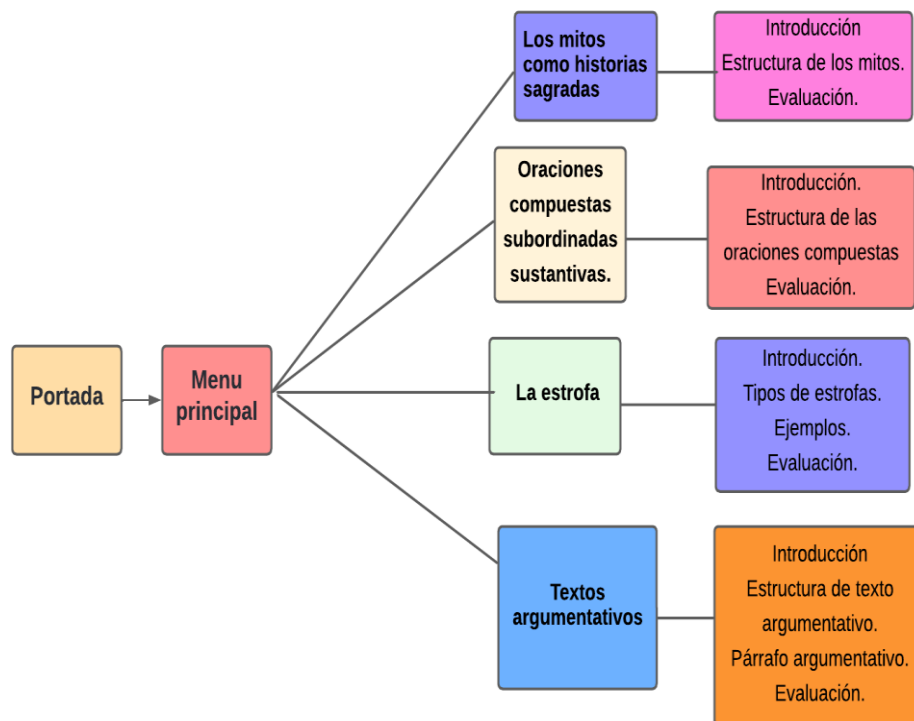 Los mitos
como historias
sagradas
Introducción
Estructura de los mitos.
Evaluación.
Oraciones
compuestas
subordinadas
sustantivas.
Introducción.
Estructura de las
oraciones compuestas
Evaluación.
Portada
Menu
principal
La estrofa
Introducción.
Tipos de estrofas.
Ejemplos.
Evaluación.
Textos
argumentativos
Introducción
Estructura de texto
argumentativo.
Párrafo argumentativo.
Evaluación.